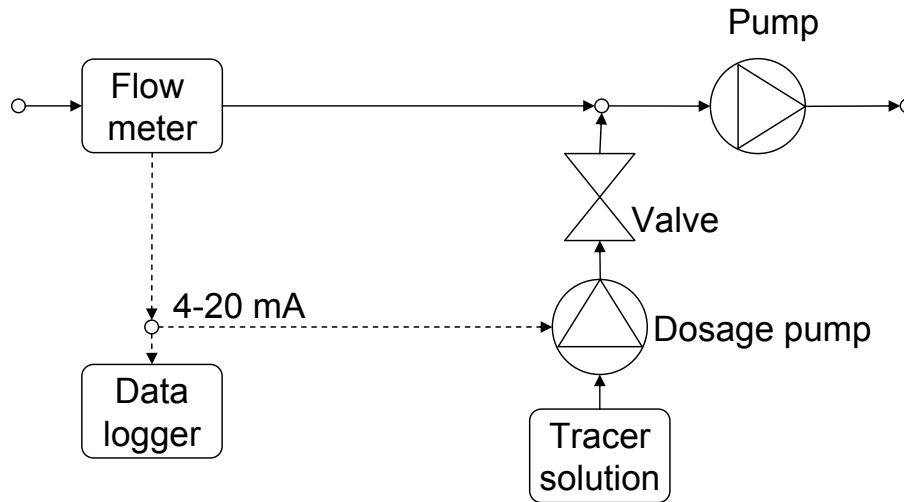 Pump
Flow
meter
Valve
4-20 mA
Dosage pump
Data
logger
Tracer
solution